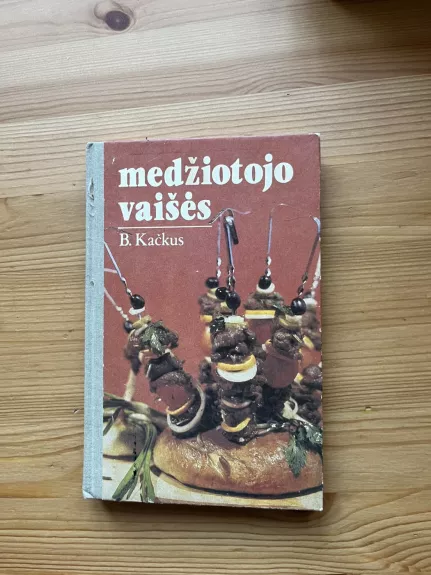 medžiotojo
vaišės
B. Kačkus